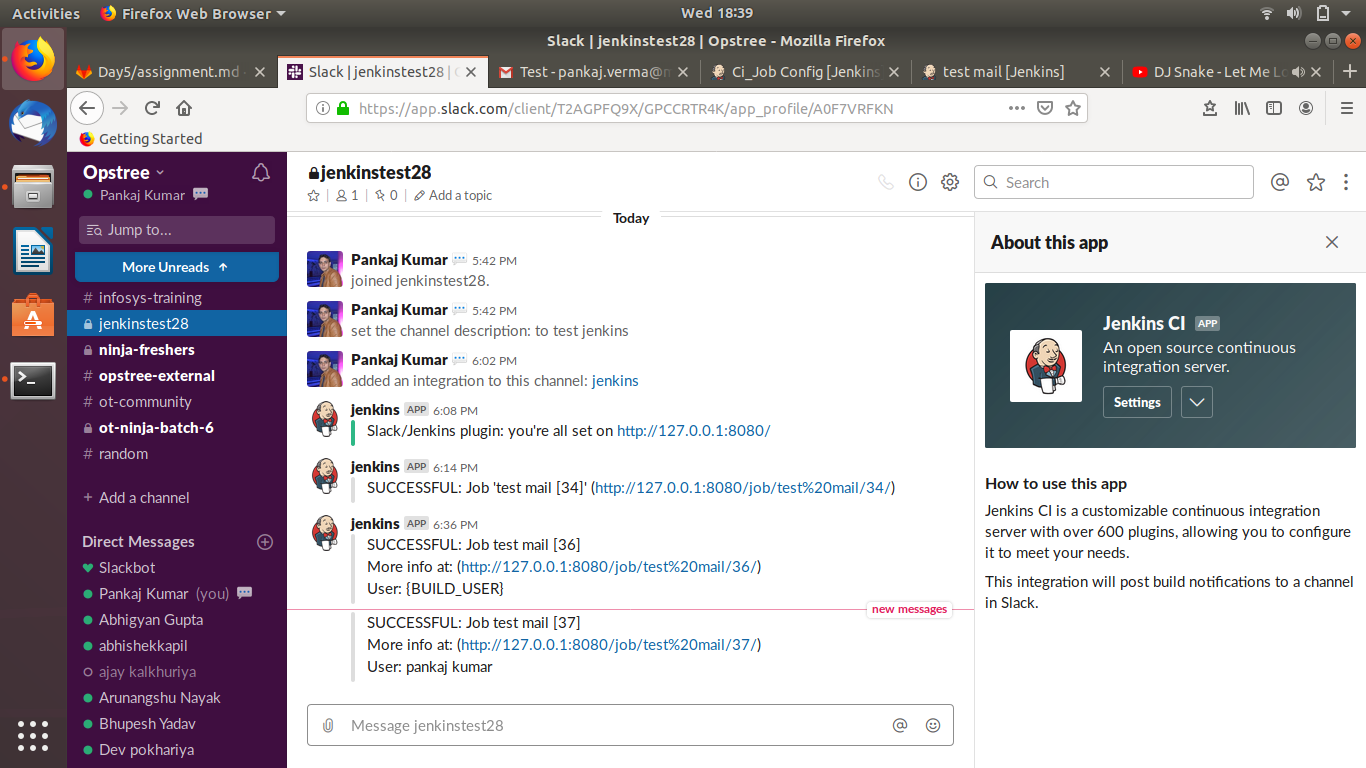 Activities
Firefox Web Browser
Wed 18:39
Slack | jenkinstest28 | Opstree - Mozilla Firefox
Day5/assignment.md
Slack | jenkinstest28 |
Test - pankaj.verma@
Ci_Job Config [Jenkins
test mail [Jenkins]
DJ Snake - Let Me
https://app.slack.com/client/T2AGPFQ9X/GPCCRTR4K/app_profile/A0F7VRFKN
Getting Started
Opstree
Pankaj Kumar
Jump to...
More Unreads ↑
# infosys-training
jenkinstest28
ninja-freshers
# opstree-external
# ot-community
ot-ninja-batch-6
# random
+ Add a channel
Direct Messages
Slackbot
Pankaj Kumar (you)
Abhigyan Gupta
abhishekkapil
ajay kalkhuriya
Arunangshu Nayak
Bhupesh Yadav
Dev pokhariya
jenkinstest28
1 | 0 | Add a topic
Search
Today
Pankaj Kumar 5:42 PM
joined jenkinstest28.
Pankaj Kumar 5:42 PM
set the channel description: to test jenkins
Pankaj Kumar 6:02 PM
added an integration to this channel: jenkins
jenkins APP 6:08 PM
Slack/Jenkins plugin: you're all set on http://127.0.0.1:8080/
jenkins APP 6:14 PM
SUCCESSFUL: Job 'test mail [34]' (http://127.0.0.1:8080/job/test%20mail/34/)
jenkins APP 6:36 PM
SUCCESSFUL: Job test mail [36]
More info at: (http://127.0.0.1:8080/job/test%20mail/36/)
User: {BUILD_USER}
new messages
SUCCESSFUL: Job test mail [37]
More info at: (http://127.0.0.1:8080/job/test%20mail/37/)
User: pankaj kumar
Message jenkinstest28
About this app
Jenkins CI APP
An open source continuous
integration server.
Settings
How to use this app
Jenkins CI is a customizable continuous integration
server with over 600 plugins, allowing you to configure
it to meet your needs.
This integration will post build notifications to a channel
in Slack.